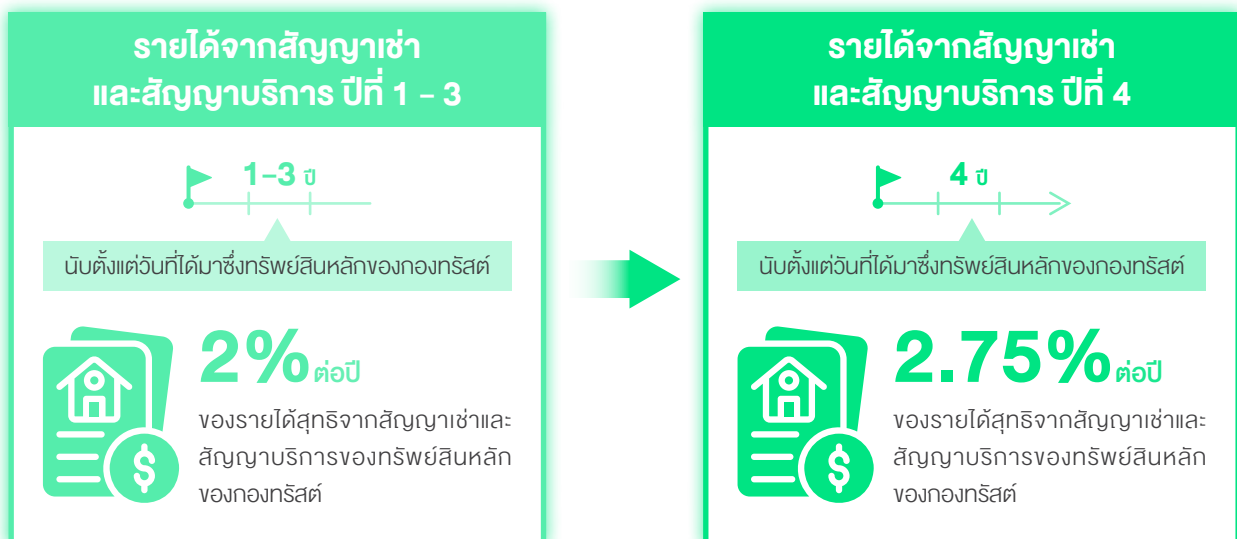 รายได้จากสัญญาเช่า
และสัญญาบริการ ปีที่ 1 - 3
1-3 ปี
นับตั้งแต่วันที่ได้มาซึ่งทรัพย์สินหลักของกองทรัสต์
2% ต่อปี
ของรายได้สุทธิจากสัญญาเช่าและ
สัญญาบริการของทรัพย์สินหลัก
ของกองทรัสต์
$
รายได้จากสัญญาเช่า
และสัญญาบริการ ปีที่ 4
4 ปี
นับตั้งแต่วันที่ได้มาซึ่งทรัพย์สินหลักของกองทรัสต์
2.75% ต่อปี
ของรายได้สุทธิจากสัญญาเช่าและ
สัญญาบริการของทรัพย์สินหลัก
ของกองทรัสต์
$